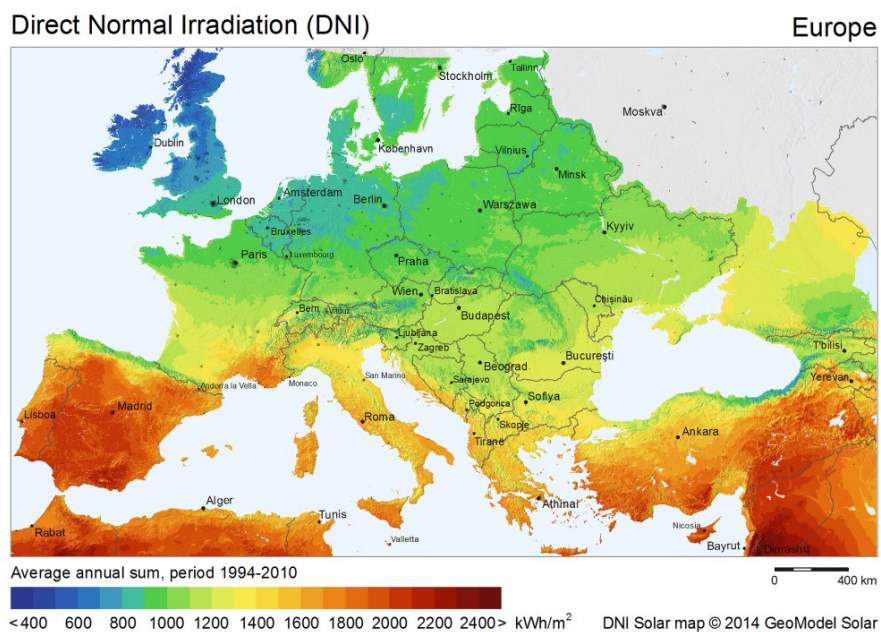 Direct Normal Irradiation (DNI)
Europe
Oslo
Stockholm
Tallinn
Rīga
Moskva
Dublin
København
Vilnius
Minsk
London
Amsterdam
Berlin
Warszawa
Bruxelles
Kyyiv
Paris
Luxembourg
Praha
Wien
Bratislava
Chișinău
Bern
Vaduz
Budapest
Ljubljana
Zagreb
T'bilisi
Beograd
București
Andorra la Vella
Monaco
San Marino
Sarajevo
Yerevan
Lisboa
Madrid
Roma
Podgorica
Sofiya
Skopje
Tiranë
Ankara
Alger
Athínai
Tunis
Rabat
Valletta
Nicosia
Bayrut
Dimashq
Average annual sum, period 1994-2010
0 400 km
< 400 600 800 1000 1200 1400 1600 1800 2000 2200 2400 > kWh/m²
DNI Solar map © 2014 GeoModel Solar